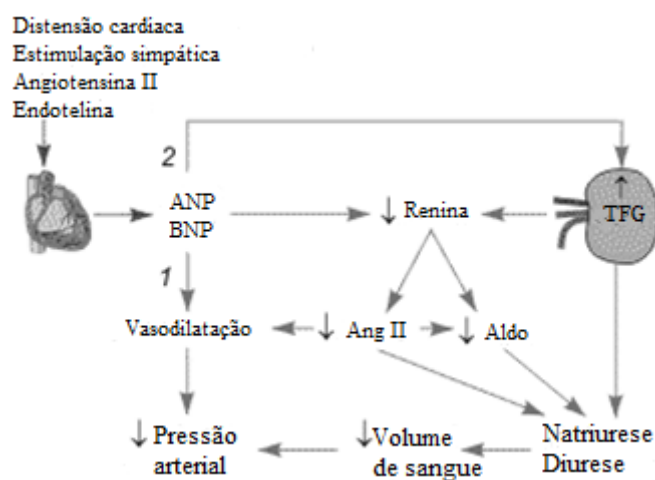 Distensão cardiaca
Estimulação simpática
Angiotensina II
Endotelina
2
ANP
BNP
↓ Renina
↑
TFG
1
Vasodilatação
↓ Ang II
↓ Aldo
↓ Pressão
arterial
↓ Volume
de sangue
Natriurese
Diurese